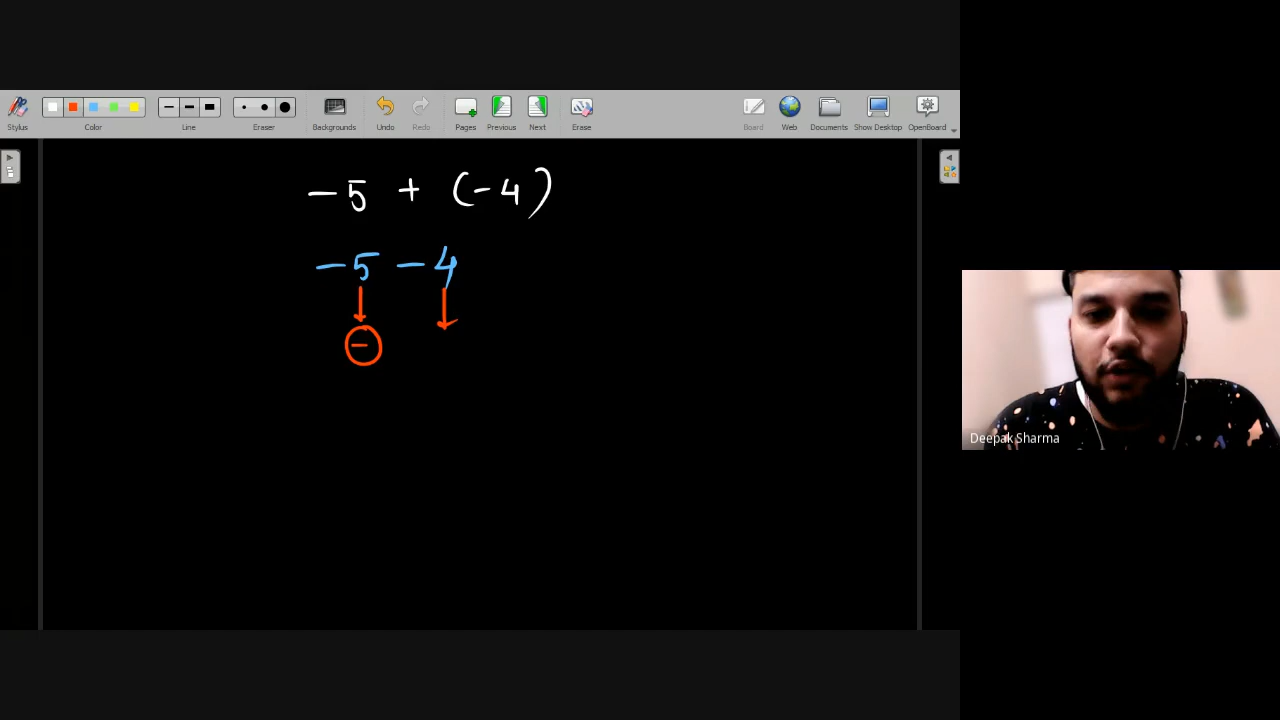 Stylus Color Line Eraser Backgrounds Undo Redo Pages Previous Next Erase Board Web Documents Show Desktop OpenBoard
-5 + (-4)
-5 -4
-
Deepak Sharma